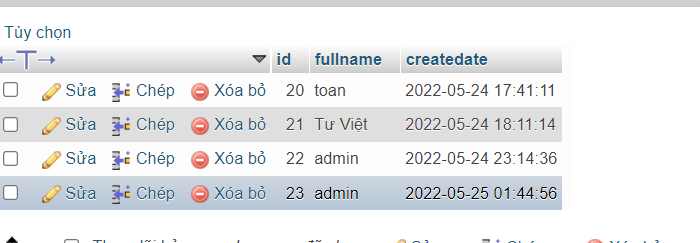 Tùy chọn
id fullname createdate
Sửa Chép Xóa bỏ 20 toan 2022-05-24 17:41:11
Sửa Chép Xóa bỏ 21 Tư Việt 2022-05-24 18:11:14
Sửa Chép Xóa bỏ 22 admin 2022-05-24 23:14:36
Sửa Chép Xóa bỏ 23 admin 2022-05-25 01:44:56